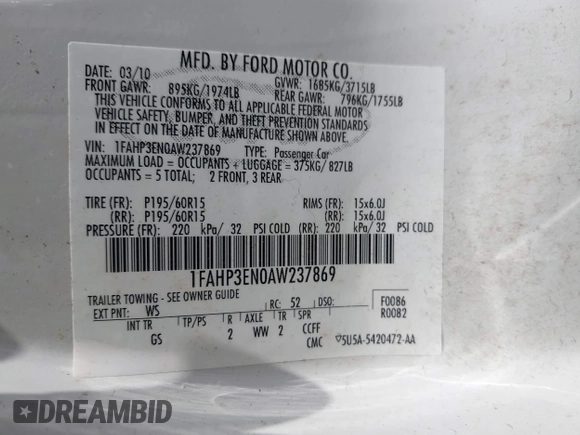 MFD. BY FORD MOTOR CO.
DATE: 03/10 GVWR: 1685KG/3715LB
FRONT GAWR: 895KG/1974LB REAR GAWR: 796KG/1755LB
THIS VEHICLE CONFORMS TO ALL APPLICABLE FEDERAL MOTOR
VEHICLE SAFETY, BUMPER, AND THEFT PREVENTION STANDARDS
IN EFFECT ON THE DATE OF MANUFACTURE SHOWN ABOVE.
VIN: 1FAHP3EN0AW237869 TYPE: Passenger Car
MAXIMUM LOAD = OCCUPANTS + LUGGAGE = 375KG/ 827LB
OCCUPANTS = 5 TOTAL; 2 FRONT, 3 REAR
TIRE (FR): P195/60R15 RIMS (FR): 15x6.0J
(RR): P195/60R15 (RR): 15x6.0J
PRESSURE (FR): 220 kPa/ 32 PSI COLD (RR): 220 kPa/ 32 PSI COLD
1FAHP3EN0AW237869
TRAILER TOWING - SEE OWNER GUIDE
EXT PNT: WS RC: 52 DSO: F0086
R0082
INT TR TP/PS R AXLE TR SPR
GS 2 WW 2 CCFF
CMC 5U5A-5420472-AA
DREAMBID